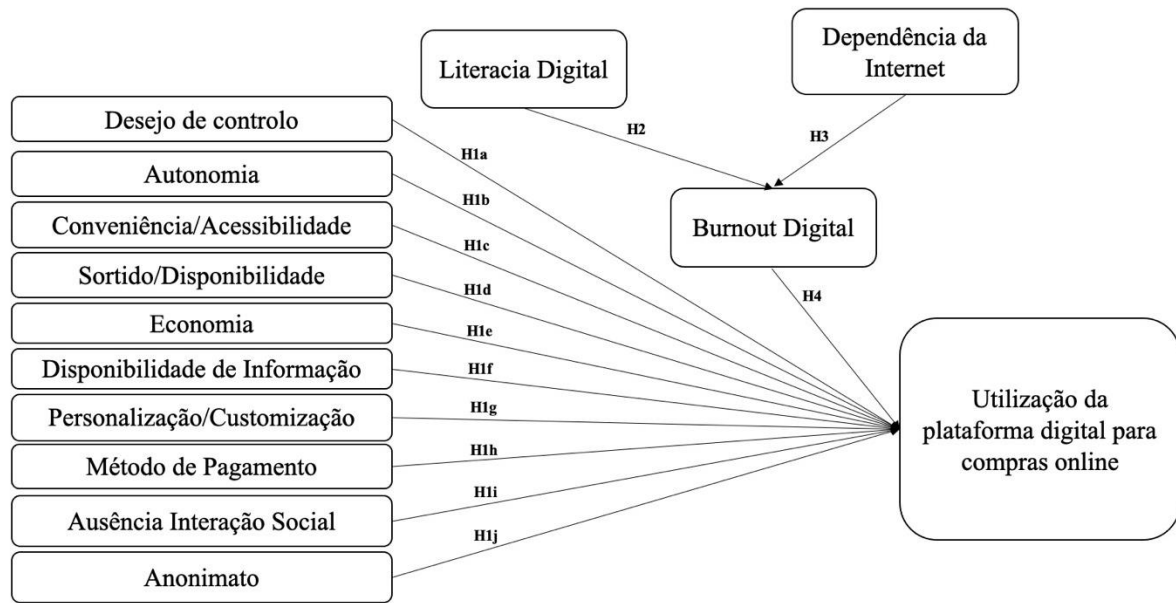 Dependência da
Internet
Literacia Digital
H2
H3
Desejo de controlo
H1a
Autonomia
H1b
Burnout Digital
Conveniência/Acessibilidade
H1c
Sortido/Disponibilidade
H1d
H4
Economia
H1e
Disponibilidade de Informação
H1f
Personalização/Customização
H1g
Método de Pagamento
H1h
Ausência Interação Social
H1i
Anonimato
H1j
Utilização da
plataforma digital para
compras online